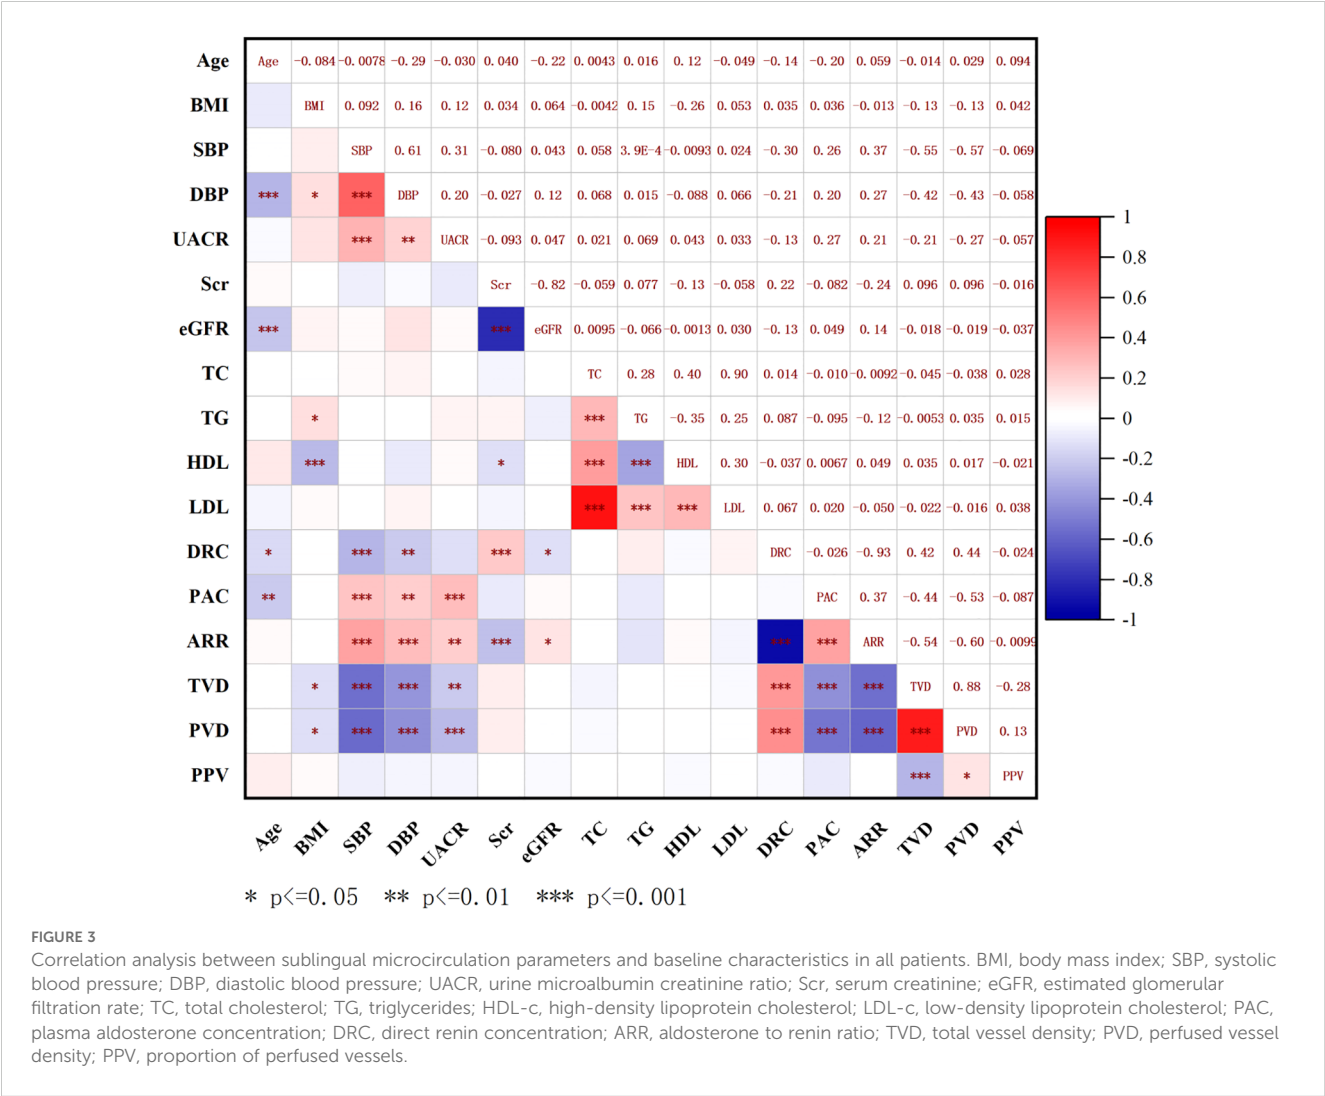 Age Age -0.084 -0.0078 -0.29 -0.030 0.040 -0.22 0.0043 0.016 0.12 -0.049 -0.14 -0.20 0.059 -0.014 0.029 0.094
BMI BMI 0.092 0.16 0.12 0.034 0.064 -0.0042 0.15 -0.26 0.053 0.035 0.036 -0.013 -0.13 -0.13 0.042
SBP SBP 0.61 0.31 -0.080 0.043 0.058 3.9E-4 -0.0093 0.024 -0.30 0.26 0.37 -0.55 -0.57 -0.069
DBP *** * *** DBP 0.20 -0.027 0.12 0.068 0.015 -0.088 0.066 -0.21 0.20 0.27 -0.42 -0.43 -0.058
UACR *** ** UACR -0.093 0.047 0.021 0.069 0.043 0.033 -0.13 0.27 0.21 -0.21 -0.27 -0.057
Scr Scr -0.82 -0.059 0.077 -0.13 -0.058 0.22 -0.082 -0.24 0.096 0.096 -0.016
eGFR *** *** eGFR 0.0095 -0.066 -0.0013 0.030 -0.13 0.049 0.14 -0.018 -0.019 -0.037
TC TC 0.28 0.40 0.90 0.014 -0.010 -0.0092 -0.045 -0.038 0.028
TG * *** TG -0.35 0.25 0.087 -0.095 -0.12 -0.0053 0.035 0.015
HDL *** * *** *** HDL 0.30 -0.037 0.0067 0.049 0.035 0.017 -0.021
LDL *** *** *** LDL 0.067 0.020 -0.050 -0.022 -0.016 0.038
DRC * *** ** *** * DRC -0.026 -0.93 0.42 0.44 -0.024
PAC ** *** ** *** PAC 0.37 -0.44 -0.53 -0.087
ARR *** *** ** *** * *** *** ARR -0.54 -0.60 -0.0099
TVD * *** *** ** *** *** *** TVD 0.88 -0.28
PVD * *** *** *** *** *** *** *** PVD 0.13
PPV *** * PPV
Age BMI SBP DBP UACR Scr eGFR TC TG HDL LDL DRC PAC ARR TVD PVD PPV
1
0.8
0.6
0.4
0.2
0
-0.2
-0.4
-0.6
-0.8
-1
* p<=0.05 ** p<=0.01 *** p<=0.001
FIGURE 3
Correlation analysis between sublingual microcirculation parameters and baseline characteristics in all patients. BMI, body mass index; SBP, systolic
blood pressure; DBP, diastolic blood pressure; UACR, urine microalbumin creatinine ratio; Scr, serum creatinine; eGFR, estimated glomerular
filtration rate; TC, total cholesterol; TG, triglycerides; HDL-c, high-density lipoprotein cholesterol; LDL-c, low-density lipoprotein cholesterol; PAC,
plasma aldosterone concentration; DRC, direct renin concentration; ARR, aldosterone to renin ratio; TVD, total vessel density; PVD, perfused vessel
density; PPV, proportion of perfused vessels.